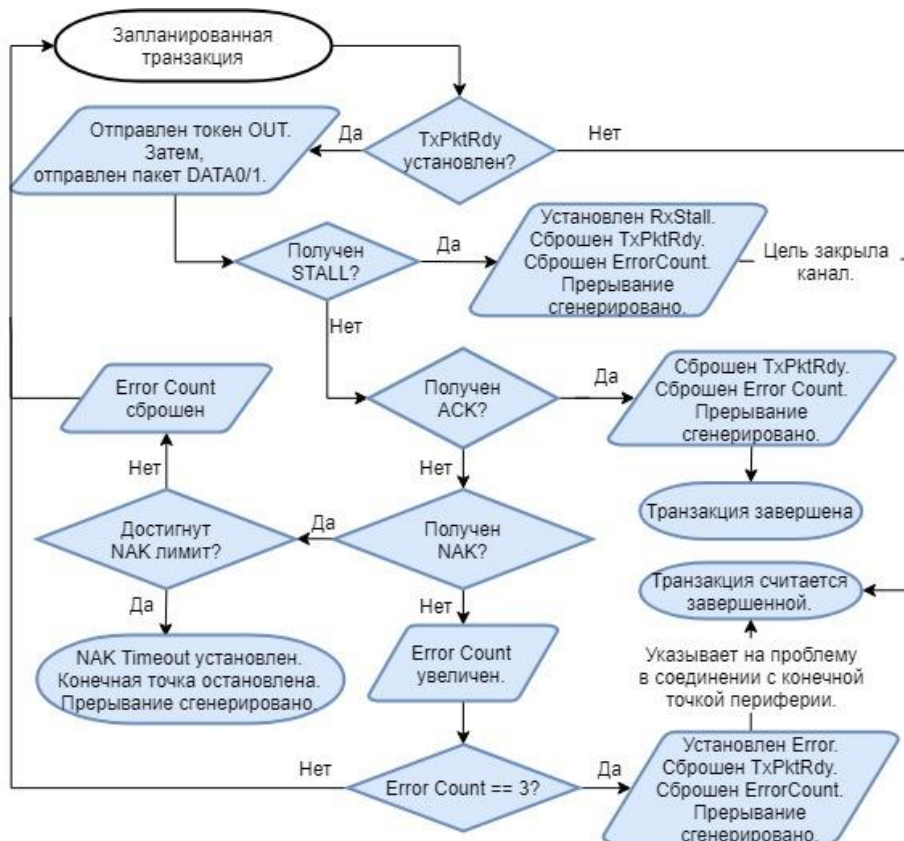 Запланированная
транзакция
Отправлен токен OUT.
Затем,
отправлен пакет DATA0/1.
Да
TxPktRdy
установлен?
Нет
Получен
STALL?
Да
Установлен RxStall.
Сброшен TxPktRdy.
Сброшен ErrorCount.
Прерывание
сгенерировано.
Цель закрыла
канал.
Нет
Error Count
сброшен
Получен
ACK?
Да
Сброшен TxPktRdy.
Сброшен Error Count.
Прерывание
сгенерировано.
Нет
Нет
Транзакция завершена
Достигнут
NAK лимит?
Да
Получен
NAK?
Да
Нет
Транзакция считается
завершенной.
NAK Timeout установлен.
Конечная точка остановлена.
Прерывание сгенерировано.
Error Count
увеличен.
Указывает на проблему
в соединении с конечной
точкой периферии.
Нет
Error Count == 3?
Да
Установлен Error.
Сброшен TxPktRdy.
Сброшен ErrorCount.
Прерывание
сгенерировано.